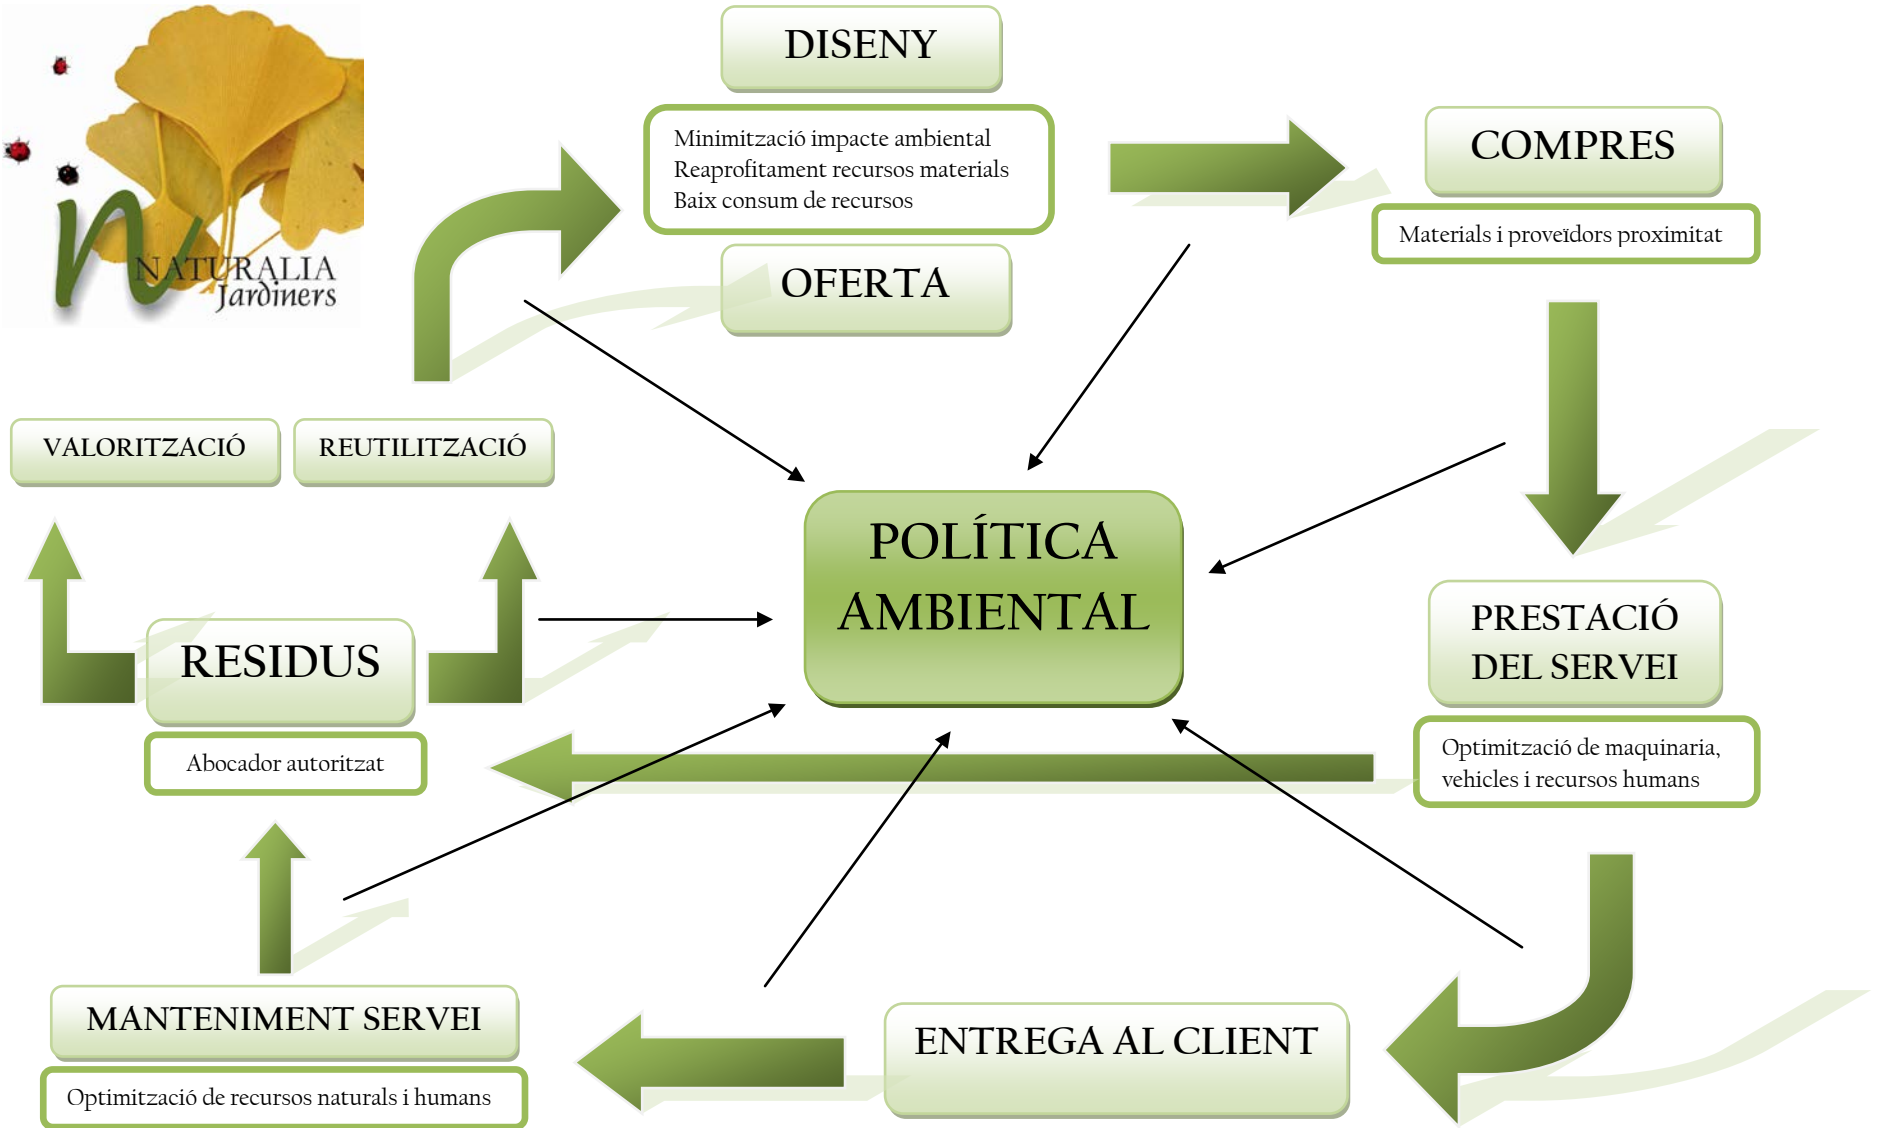 NATURALIA
Jardiners
DISENY
Minimització impacte ambiental
Reaprofitament recursos materials
Baix consum de recursos
OFERTA
COMPRES
Materials i proveïdors proximitat
VALORITZACIÓ
REUTILITZACIÓ
POLÍTICA
AMBIENTAL
RESIDUS
Abocador autoritzat
PRESTACIÓ
DEL SERVEI
Optimització de maquinaria,
vehicles i recursos humans
MANTENIMENT SERVEI
Optimització de recursos naturals i humans
ENTREGA AL CLIENT